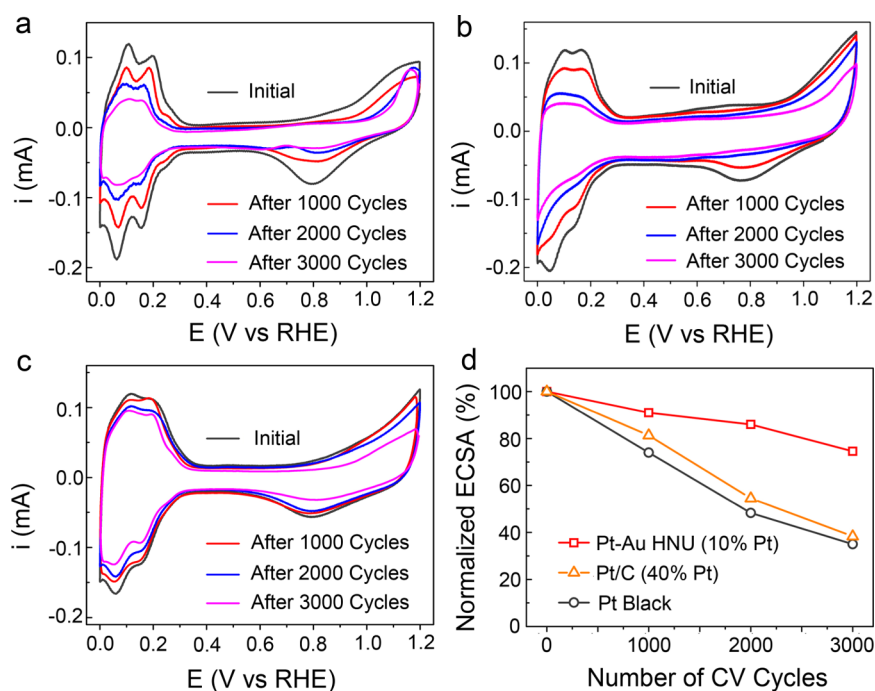 a
0.1
0.0
-0.1
-0.2
i (mA)
Initial
After 1000 Cycles
After 2000 Cycles
After 3000 Cycles
0.0 0.2 0.4 0.6 0.8 1.0 1.2
E (V vs RHE)
b
0.1
0.0
-0.1
-0.2
i (mA)
Initial
After 1000 Cycles
After 2000 Cycles
After 3000 Cycles
0.0 0.2 0.4 0.6 0.8 1.0 1.2
E (V vs RHE)
c
0.1
0.0
-0.1
-0.2
i (mA)
Initial
After 1000 Cycles
After 2000 Cycles
After 3000 Cycles
0.0 0.2 0.4 0.6 0.8 1.0 1.2
E (V vs RHE)
d
100
80
60
40
20
0
Normalized ECSA (%)
Pt-Au HNU (10% Pt)
Pt/C (40% Pt)
Pt Black
0 1000 2000 3000
Number of CV Cycles